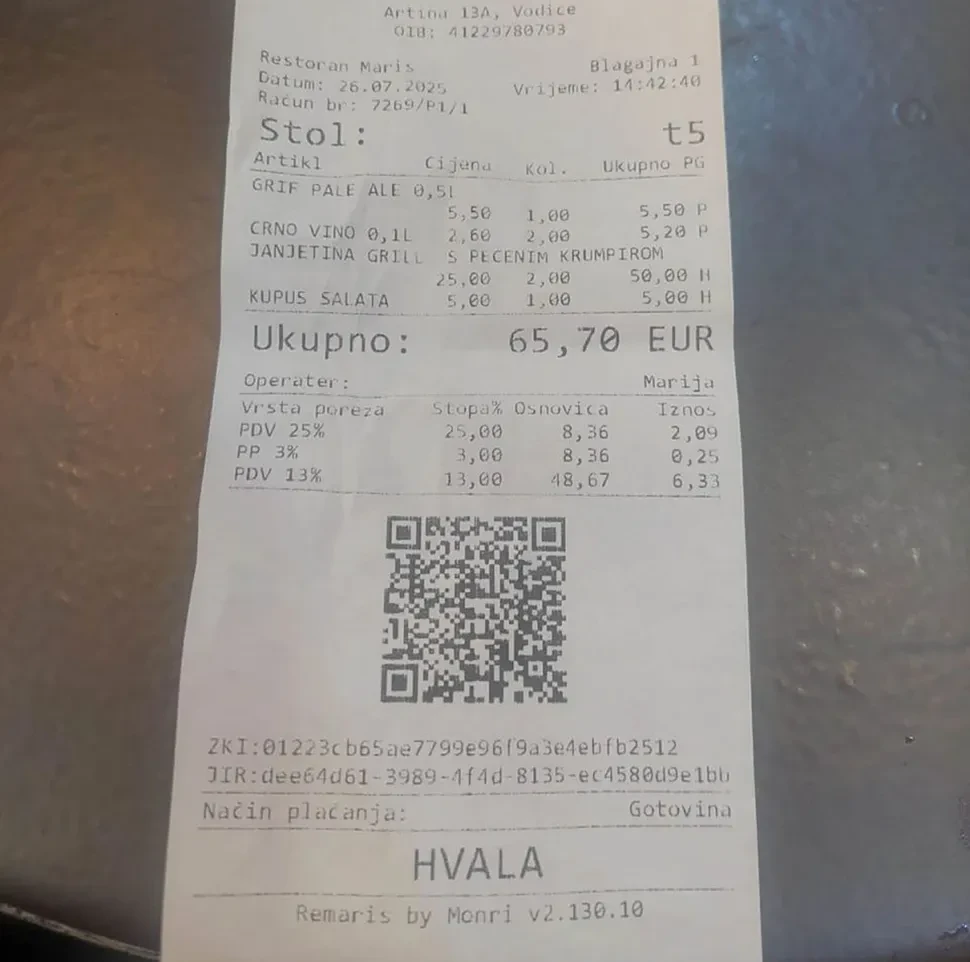 Artina 13A, Vodice
OIB: 41229780793
Restoran Maris Blagajna 1
Datum: 26.07.2025 Vrijeme: 14:42:40
Račun br: 7269/P1/1
Stol: t5
Artikl Cijena Kol. Ukupno PG
GRIF PALE ALE 0,5l
5,50 1,00 5,50 P
CRNO VINO 0,1L 2,60 2,00 5,20 P
JANJETINA GRILL S PECENIM KRUMPIROM
25,00 2,00 50,00 H
KUPUS SALATA 5,00 1,00 5,00 H
Ukupno: 65,70 EUR
Operater: Marija
Vrsta poreza Stopa% Osnovica Iznos
PDV 25% 25,00 8,36 2,09
PP 3% 3,00 8,36 0,25
PDV 13% 13,00 48,67 6,33
ZKI:01223cb65ae7799e96f9a3e4ebfb2512
JIR:dee64d61-3989-4f4d-8135-ec4580d9e1bb
Način plaćanja: Gotovina
HVALA
Remaris by Monri v2.130.10